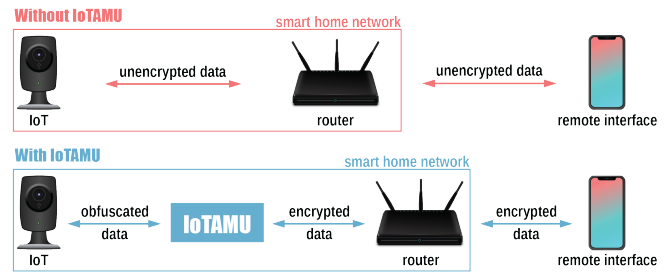 Without IoTAMU
smart home network
unencrypted data
unencrypted data
IoT
router
remote interface
With IoTAMU
smart home network
obfuscated
data
IoTAMU
encrypted
data
encrypted
data
IoT
router
remote interface